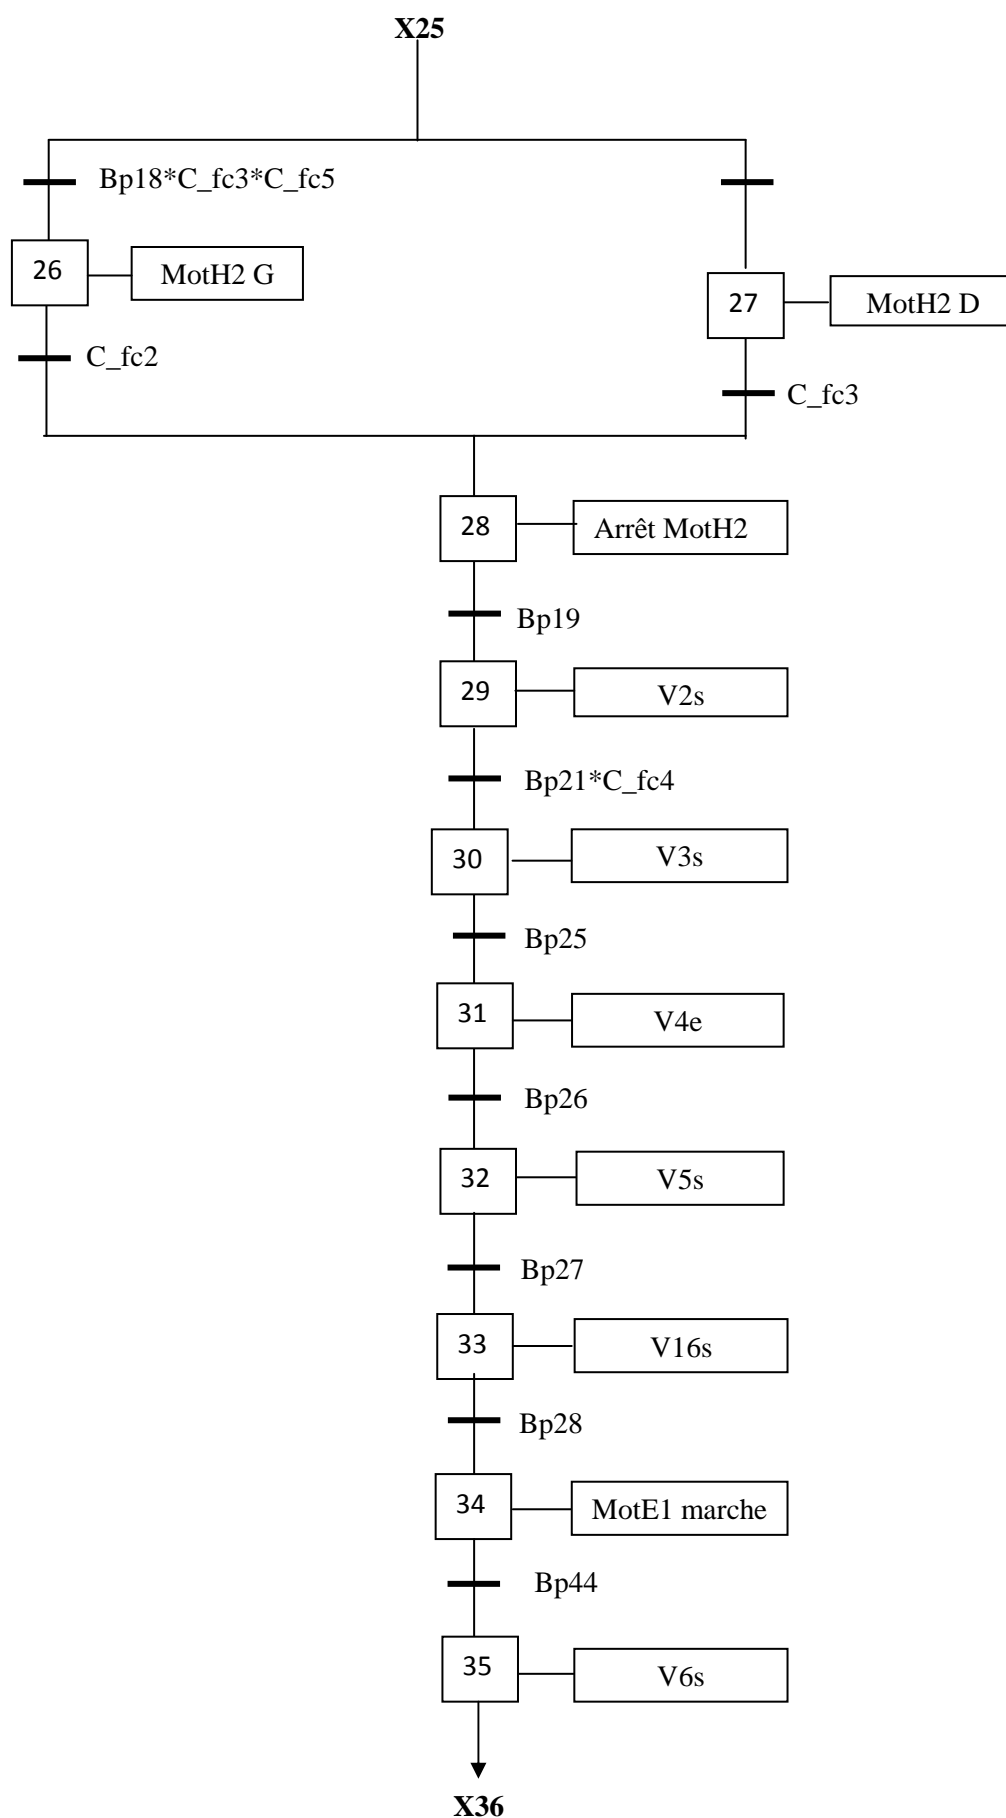 X25
Bp18*C_fc3*C_fc5
26
MotH2 G
27
MotH2 D
C_fc2
C_fc3
28
Arrêt MotH2
Bp19
29
V2s
Bp21*C_fc4
30
V3s
Bp25
31
V4e
Bp26
32
V5s
Bp27
33
V16s
Bp28
34
MotE1 marche
Bp44
35
V6s
X36